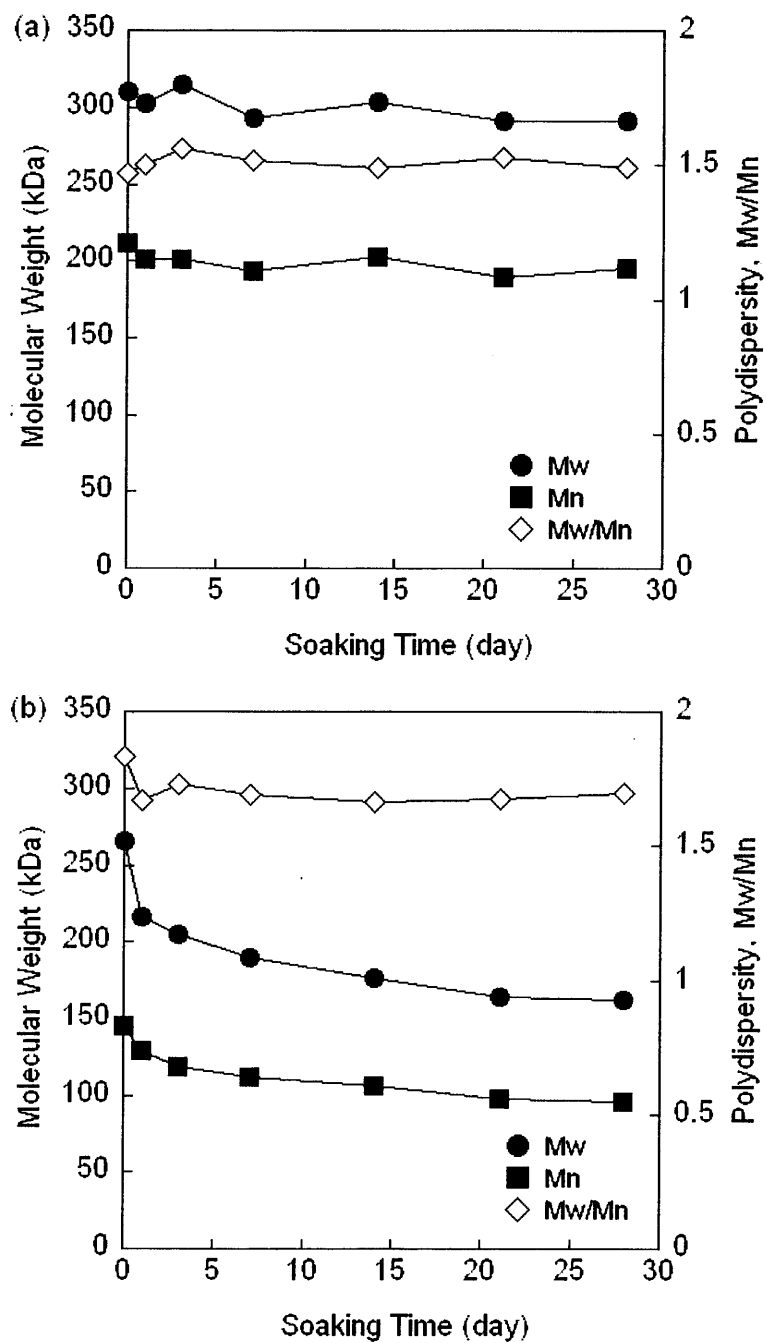 (a)
350
300
250
200
150
100
50
0
Molecular Weight (kDa)
2
1.5
1
0.5
0
Polydispersity, Mw/Mn
Mw
Mn
Mw/Mn
0 5 10 15 20 25 30
Soaking Time (day)
(b)
350
300
250
200
150
100
50
0
Molecular Weight (kDa)
2
1.5
1
0.5
0
Polydispersity, Mw/Mn
Mw
Mn
Mw/Mn
0 5 10 15 20 25 30
Soaking Time (day)